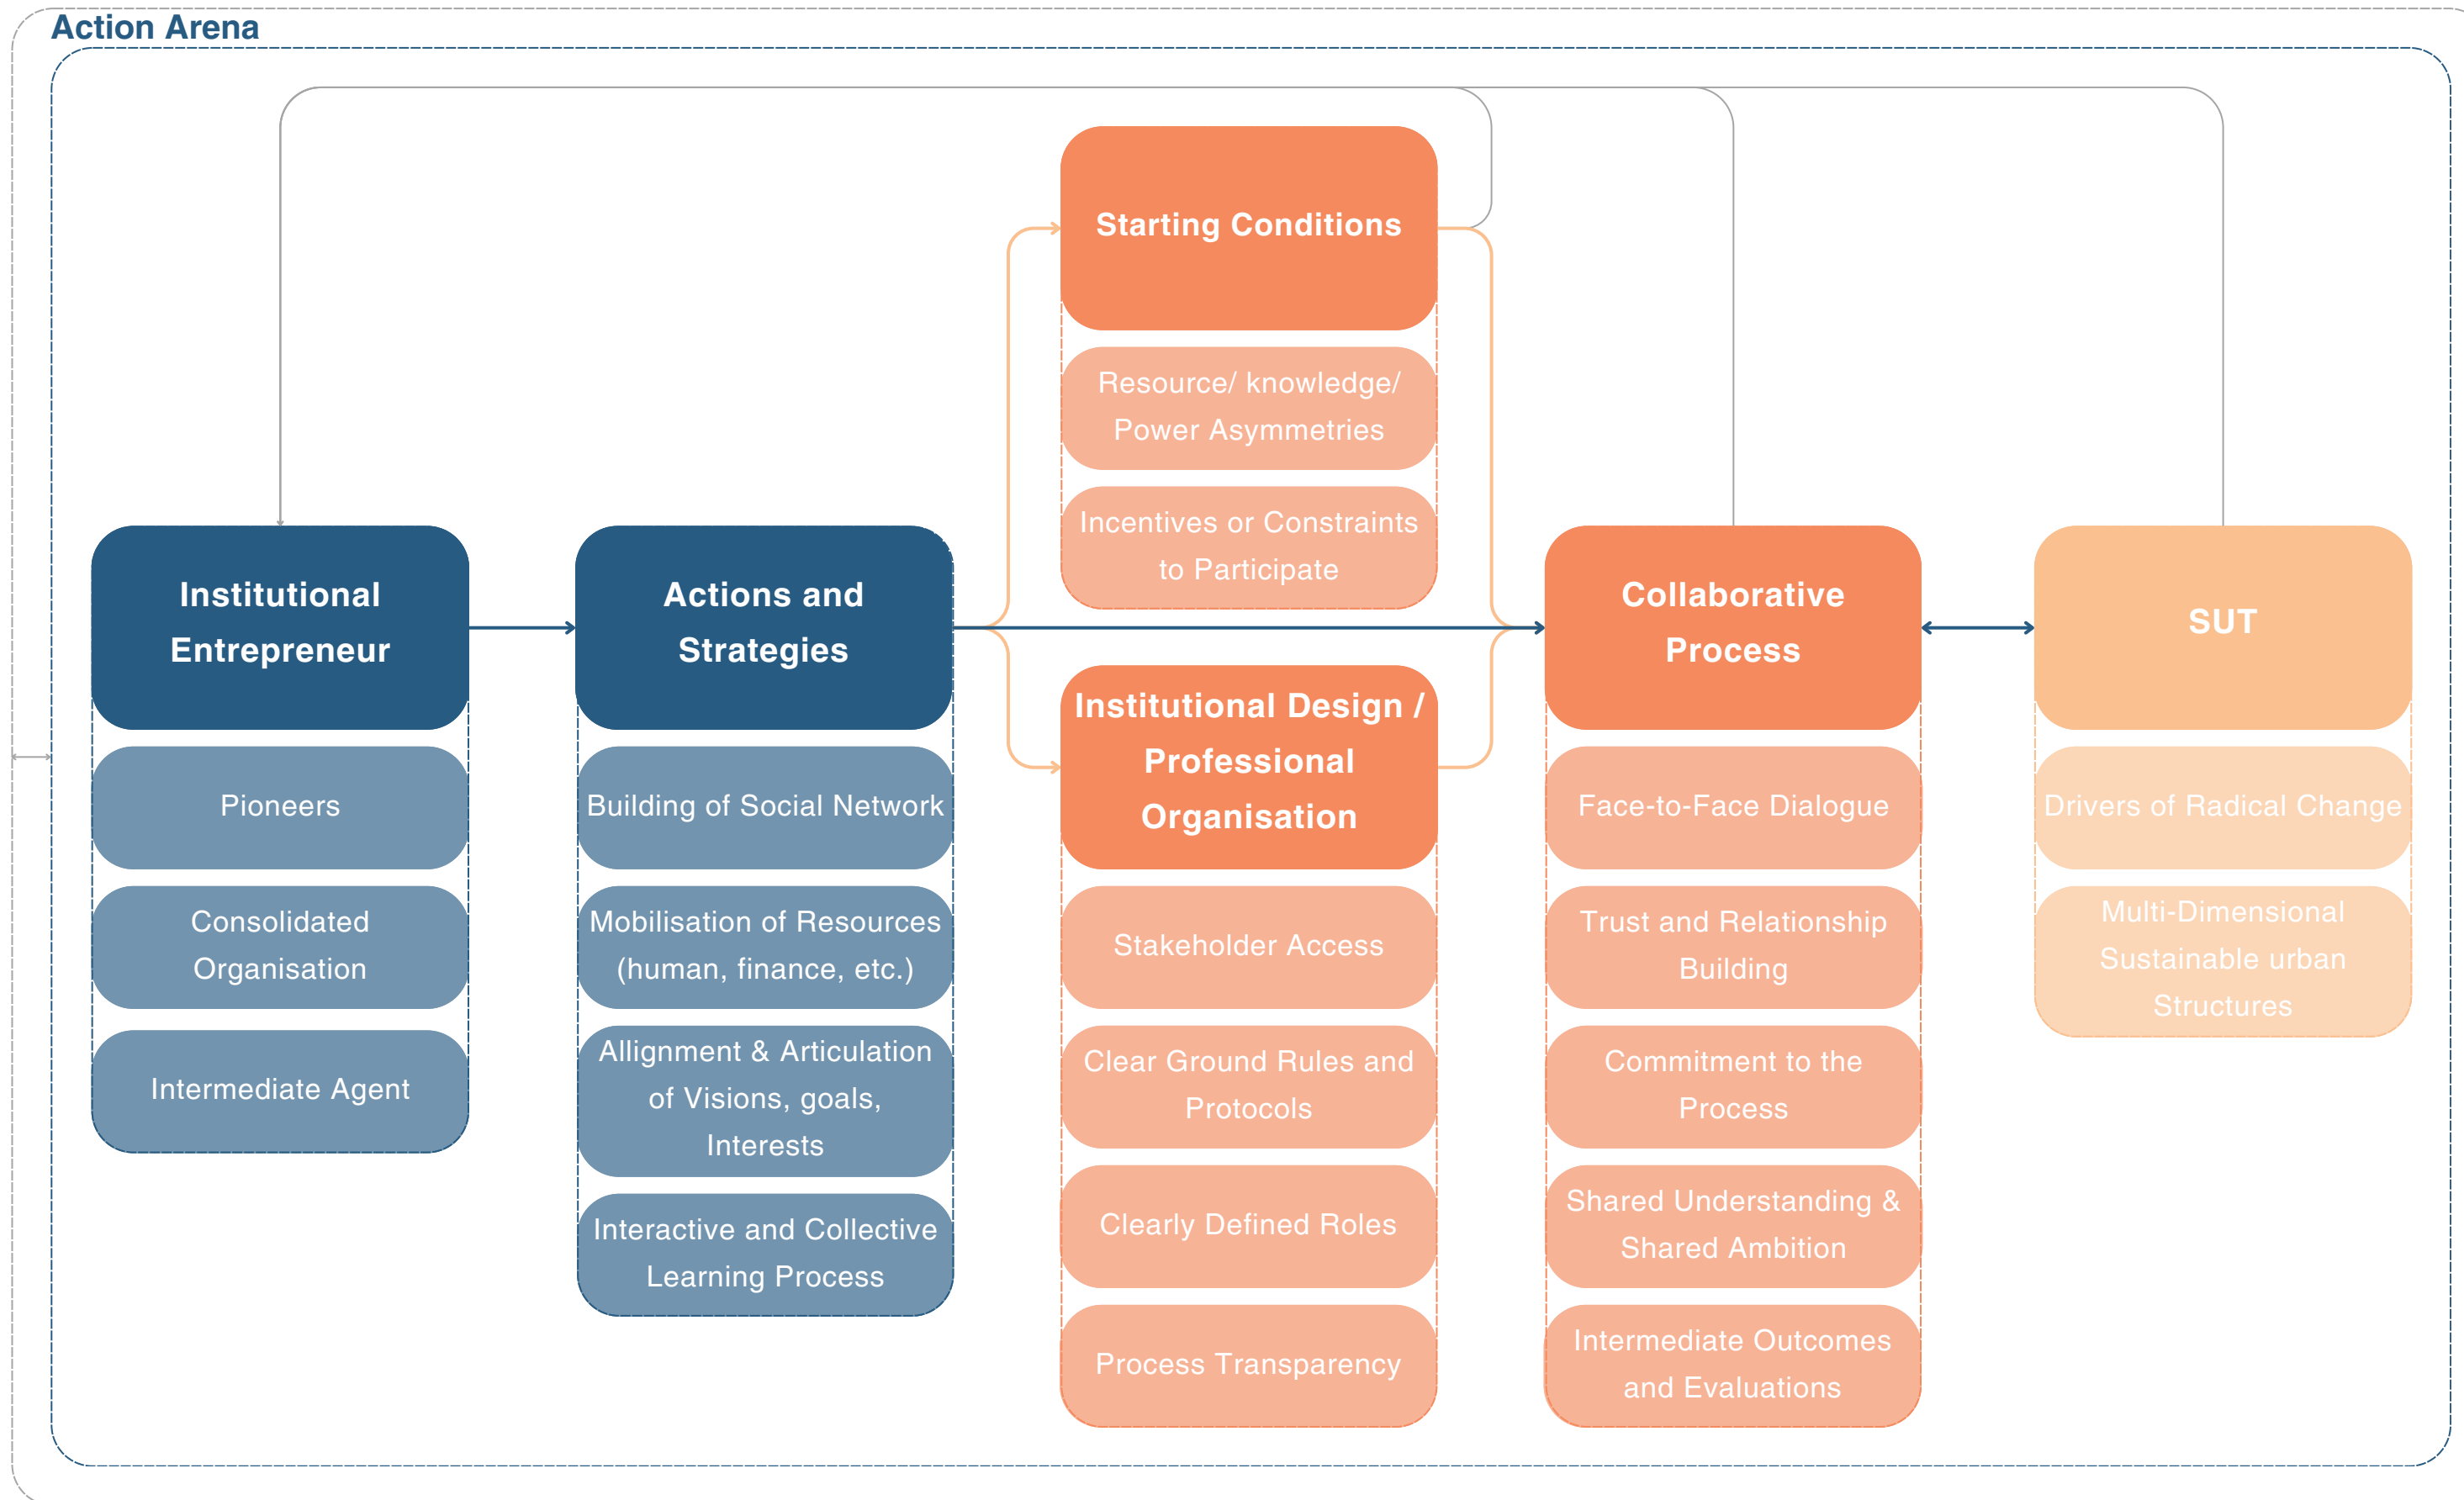 Action Arena
Institutional
Entrepreneur
Pioneers
Consolidated
Organisation
Intermediate Agent
Actions and
Strategies
Building of Social Network
Mobilisation of Resources
(human, finance, etc.)
Allignment & Articulation
of Visions, goals,
Interests
Interactive and Collective
Learning Process
Starting Conditions
Resource/ knowledge/
Power Asymmetries
Incentives or Constraints
to Participate
Institutional Design /
Professional
Organisation
Stakeholder Access
Clear Ground Rules and
Protocols
Clearly Defined Roles
Process Transparency
Collaborative
Process
Face-to-Face Dialogue
Trust and Relationship
Building
Commitment to the
Process
Shared Understanding &
Shared Ambition
Intermediate Outcomes
and Evaluations
SUT
Drivers of Radical Change
Multi-Dimensional
Sustainable urban
Structures